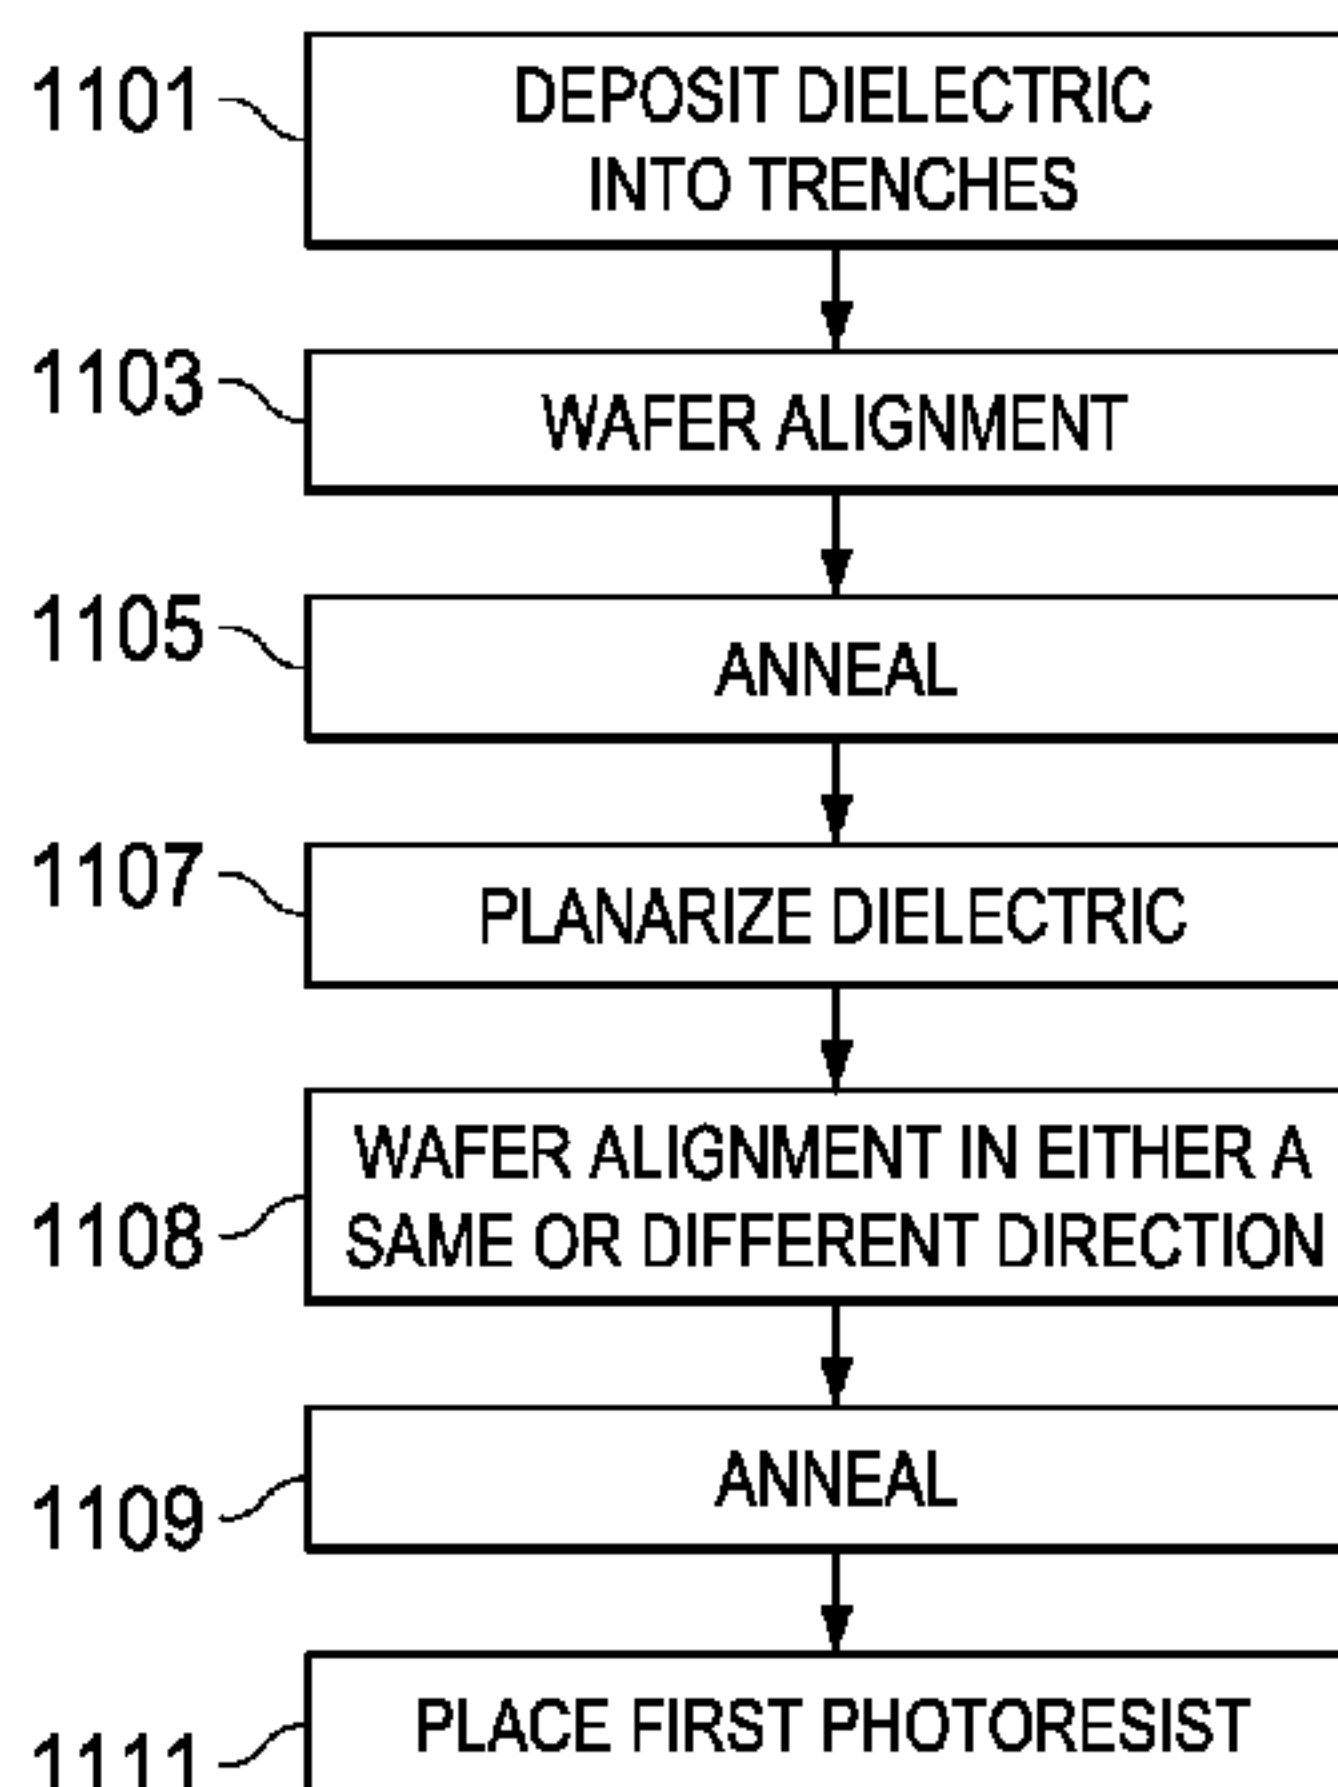 1101
DEPOSIT DIELECTRIC
INTO TRENCHES
1103
WAFER ALIGNMENT
1105
ANNEAL
1107
PLANARIZE DIELECTRIC
1108
WAFER ALIGNMENT IN EITHER A
SAME OR DIFFERENT DIRECTION
1109
ANNEAL
1111
PLACE FIRST PHOTORESIST